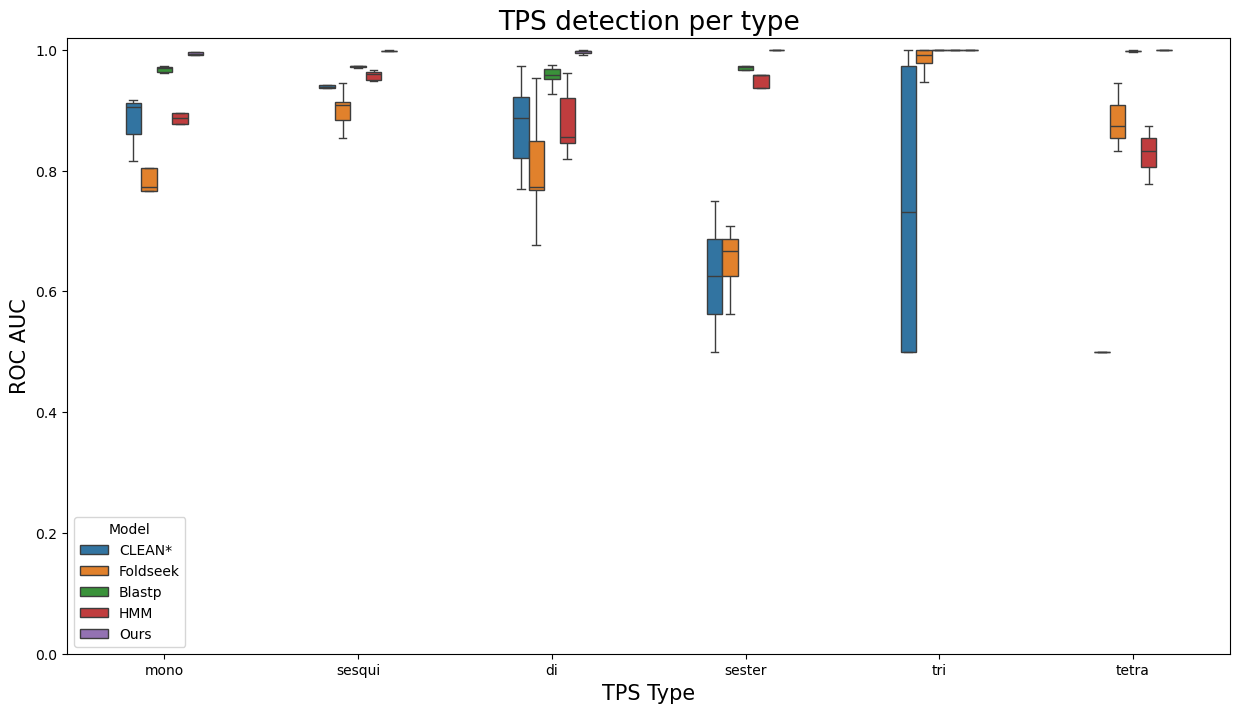 TPS detection per type
ROC AUC
1.0
0.8
0.6
0.4
0.2
0.0
Model
CLEAN*
Foldseek
Blastp
HMM
Ours
mono sesqui di sester tri tetra
TPS Type